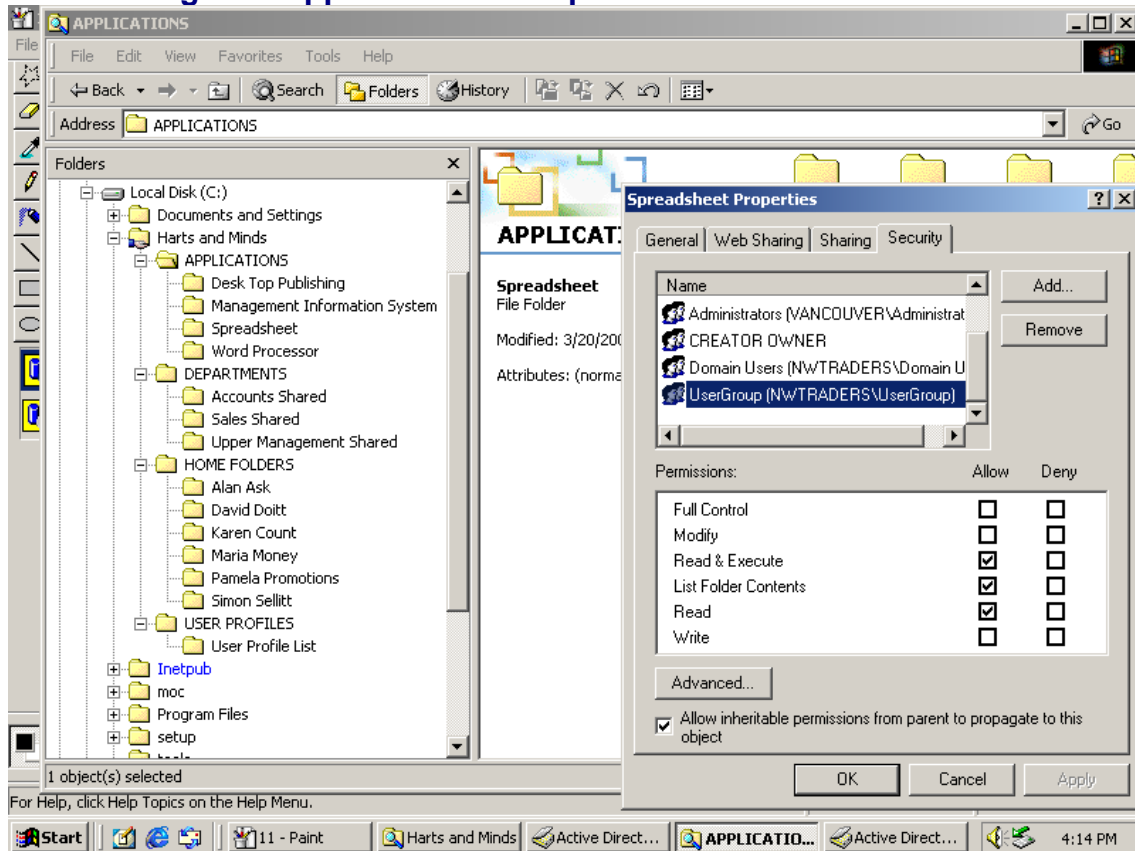 APPLICATIONS
File
File Edit View Favorites Tools Help
Back Search Folders History
Address APPLICATIONS Go
Folders
Local Disk (C:)
Documents and Settings
Harts and Minds
APPLICATIONS
Desk Top Publishing
Management Information System
Spreadsheet
Word Processor
DEPARTMENTS
Accounts Shared
Sales Shared
Upper Management Shared
HOME FOLDERS
Alan Ask
David Doitt
Karen Count
Maria Money
Pamela Promotions
Simon Sellitt
USER PROFILES
User Profile List
Inetpub
moc
Program Files
setup
APPLICAT
Spreadsheet
File Folder
Modified: 3/20/200
Attributes: (norma
Spreadsheet Properties
General Web Sharing Sharing Security
Name
Administrators (VANCOUVER\Administrat
CREATOR OWNER
Domain Users (NWTRADERS\Domain U
UserGroup (NWTRADERS\UserGroup)
Add...
Remove
Permissions: Allow Deny
Full Control
Modify
Read & Execute
List Folder Contents
Read
Write
Advanced...
Allow inheritable permissions from parent to propagate to this
object
OK Cancel Apply
1 object(s) selected
For Help, click Help Topics on the Help Menu.
Start 11 - Paint Harts and Minds Active Direct... APPLICATIO... Active Direct... 4:14 PM